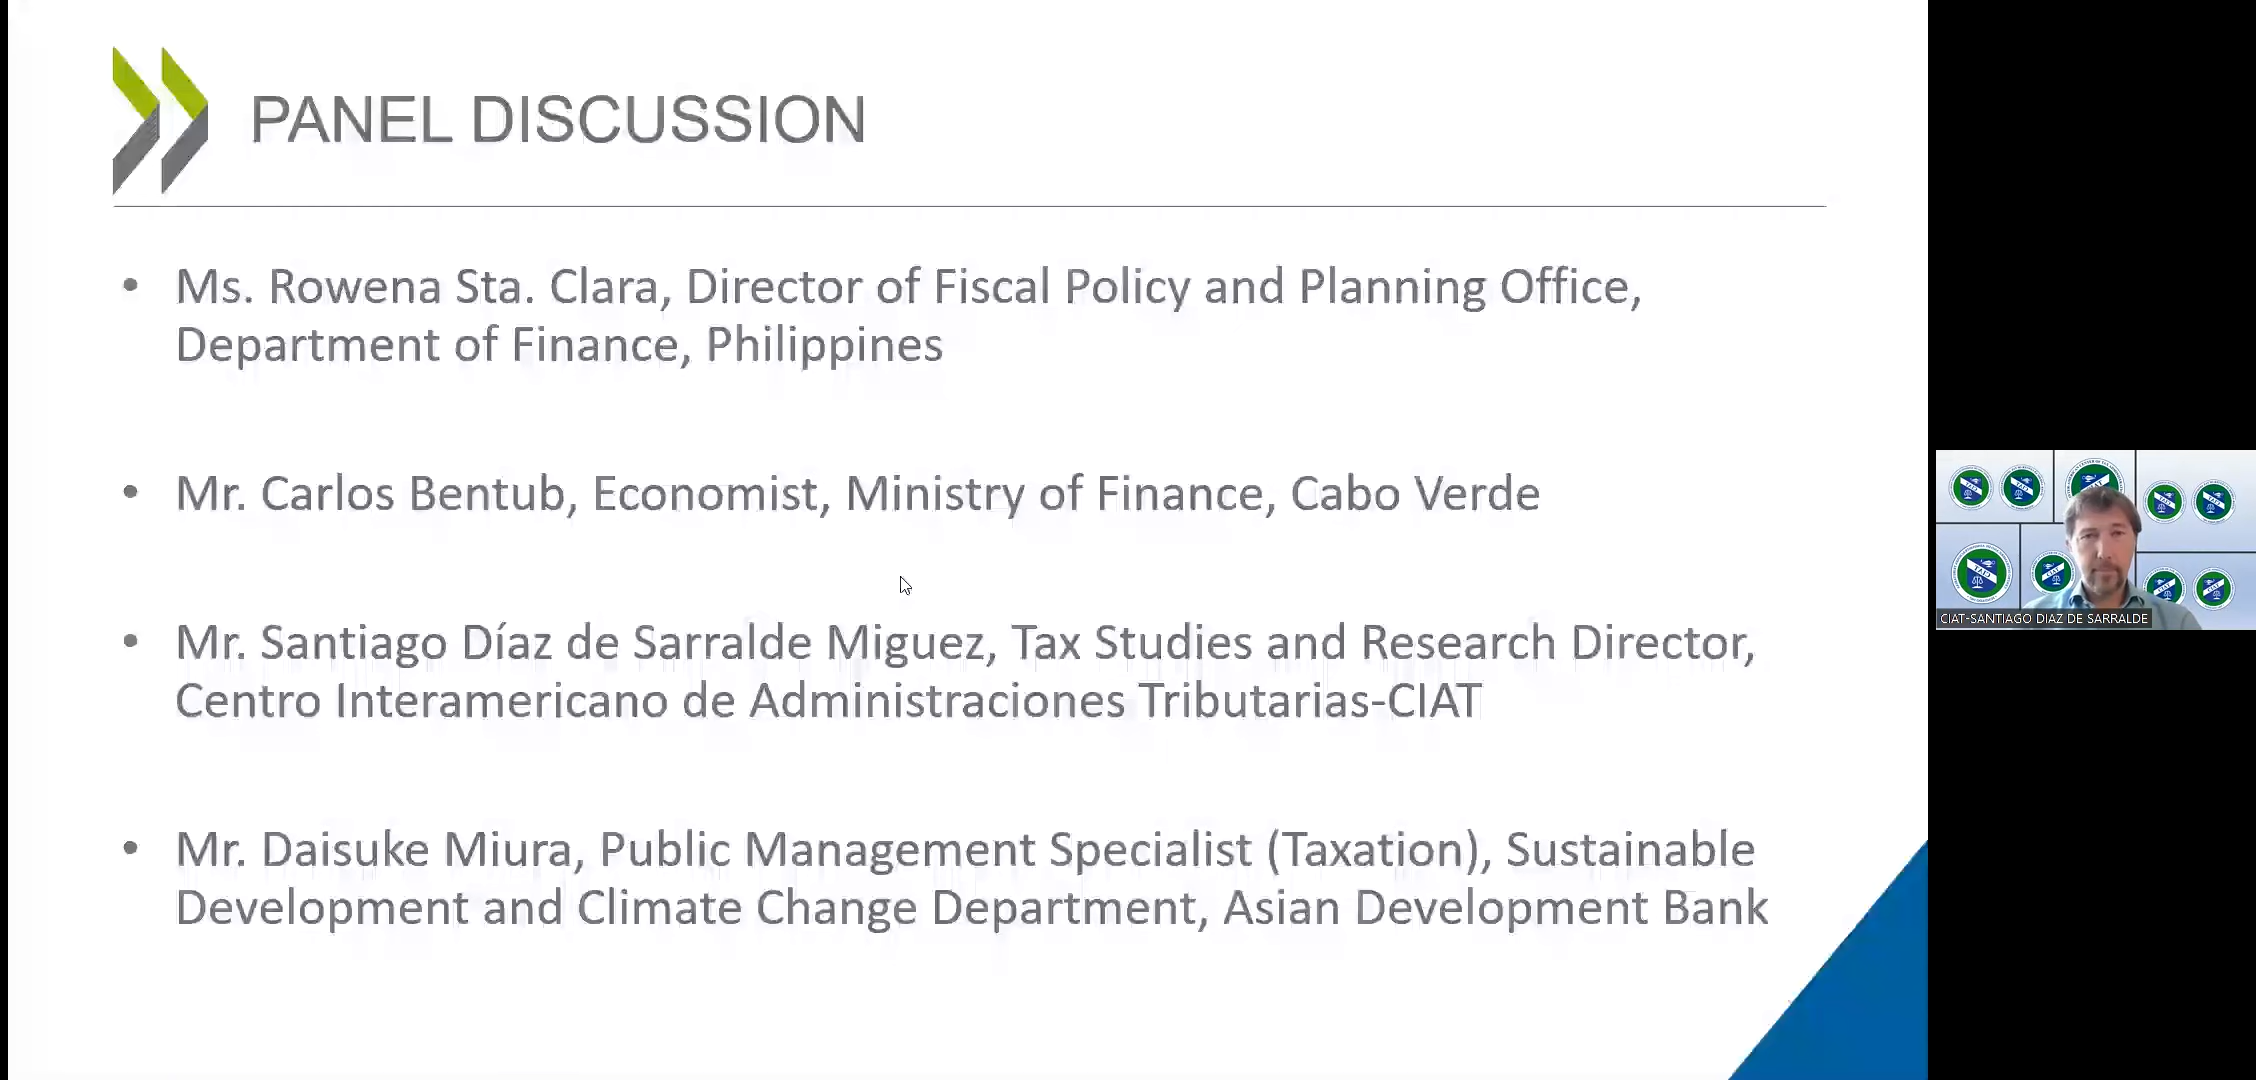 PANEL DISCUSSION
• Ms. Rowena Sta. Clara, Director of Fiscal Policy and Planning Office,
Department of Finance, Philippines
• Mr. Carlos Bentub, Economist, Ministry of Finance, Cabo Verde
• Mr. Santiago Díaz de Sarralde Miguez, Tax Studies and Research Director,
Centro Interamericano de Administraciones Tributarias-CIAT
• Mr. Daisuke Miura, Public Management Specialist (Taxation), Sustainable
Development and Climate Change Department, Asian Development Bank
CIAT-SANTIAGO DIAZ DE SARRALDE